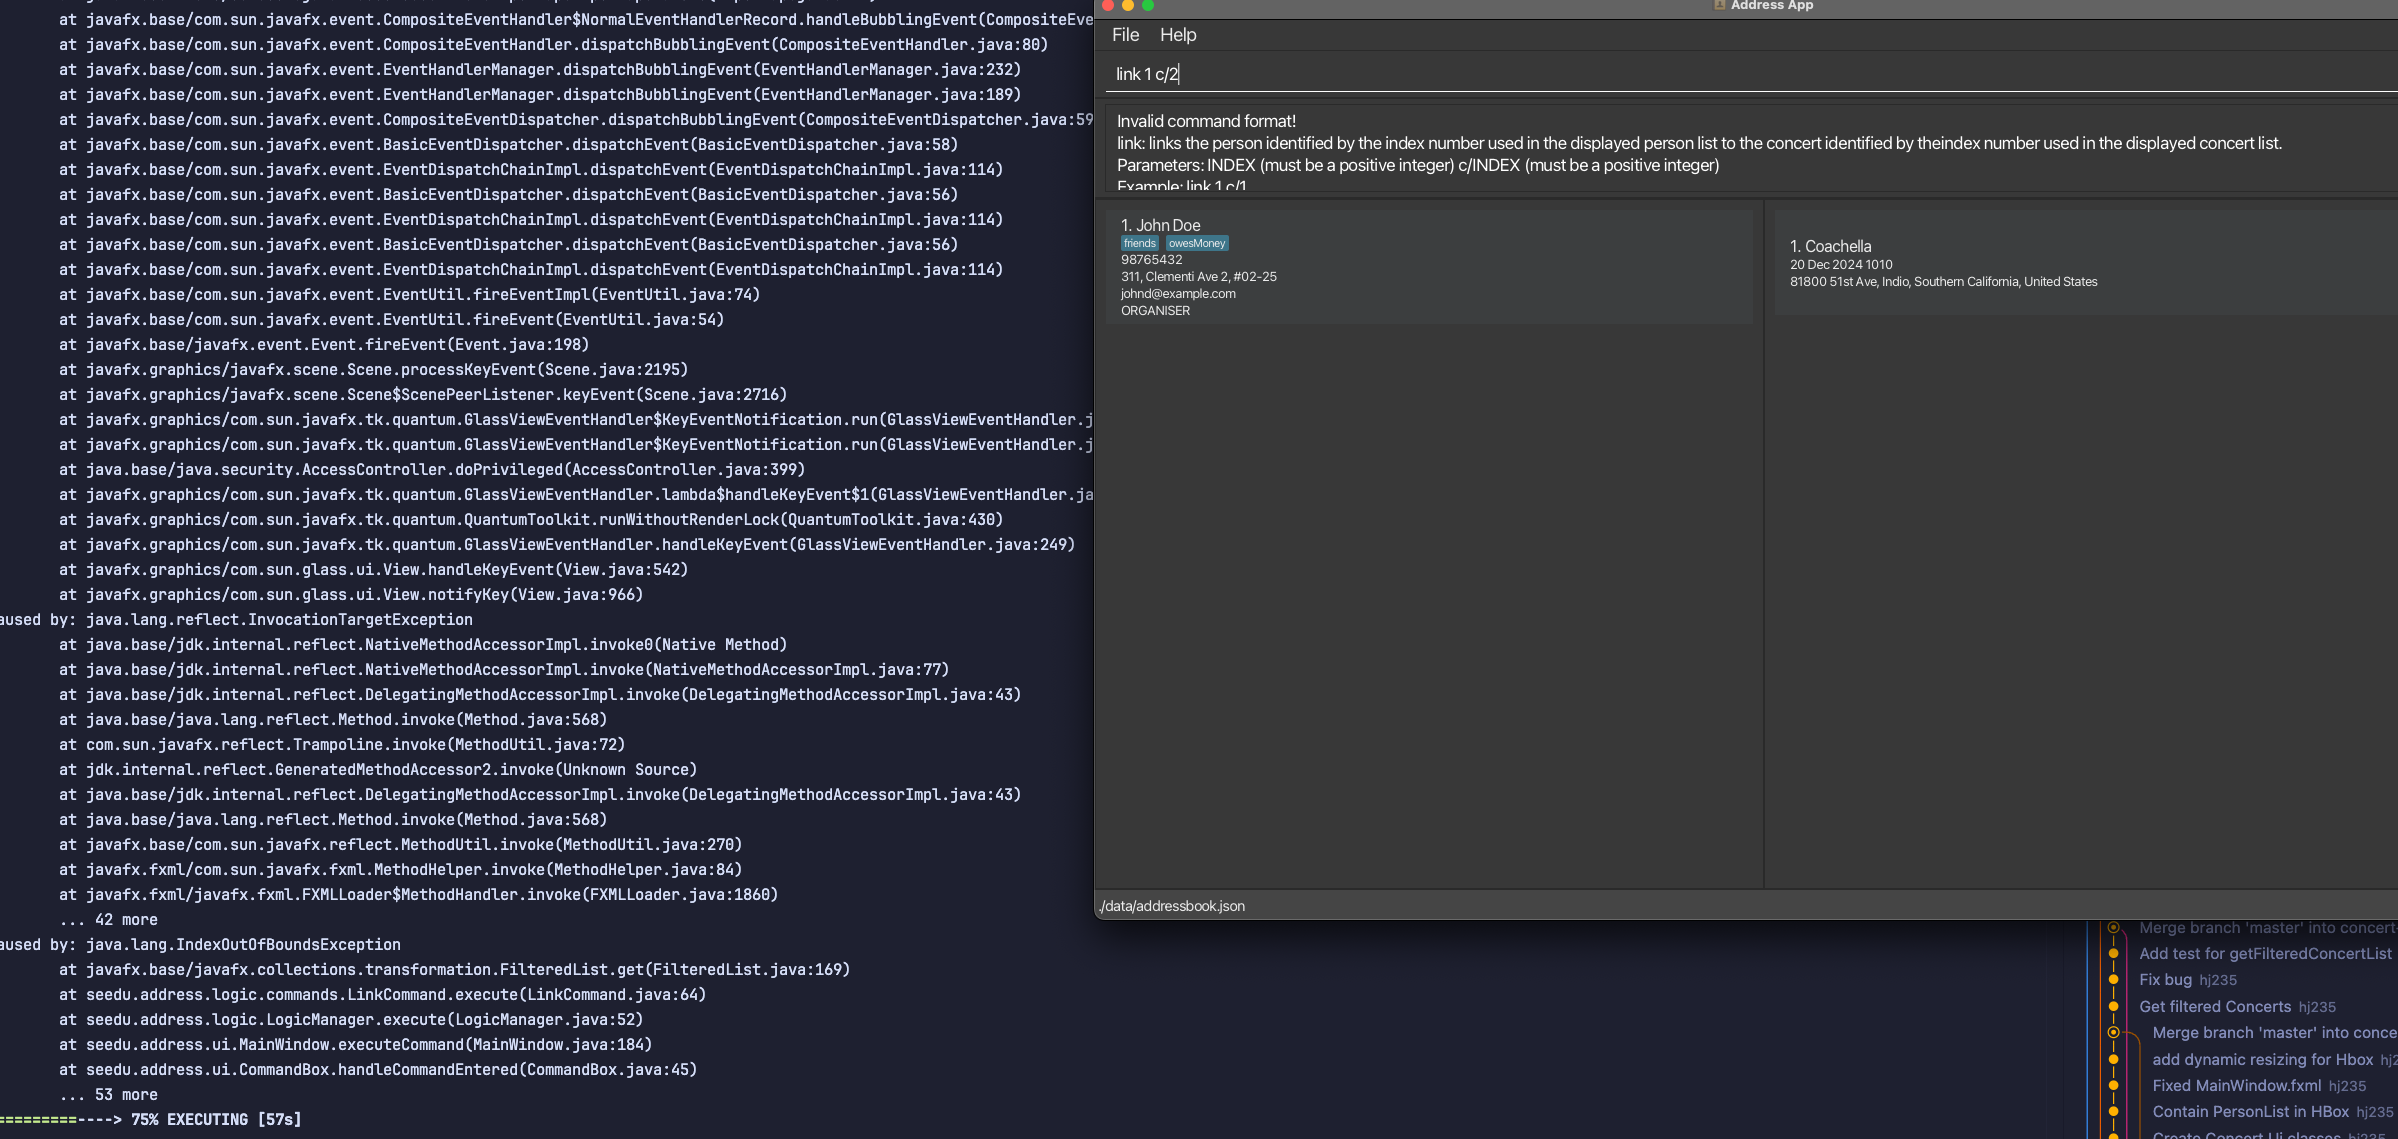 at javafx.base/com.sun.javafx.event.CompositeEventHandler$NormalEventHandlerRecord.handleBubblingEvent(CompositeEve
at javafx.base/com.sun.javafx.event.CompositeEventHandler.dispatchBubblingEvent(CompositeEventHandler.java:80)
at javafx.base/com.sun.javafx.event.EventHandlerManager.dispatchBubblingEvent(EventHandlerManager.java:232)
at javafx.base/com.sun.javafx.event.EventHandlerManager.dispatchBubblingEvent(EventHandlerManager.java:189)
at javafx.base/com.sun.javafx.event.CompositeEventDispatcher.dispatchBubblingEvent(CompositeEventDispatcher.java:59
at javafx.base/com.sun.javafx.event.BasicEventDispatcher.dispatchEvent(BasicEventDispatcher.java:58)
at javafx.base/com.sun.javafx.event.EventDispatchChainImpl.dispatchEvent(EventDispatchChainImpl.java:114)
at javafx.base/com.sun.javafx.event.BasicEventDispatcher.dispatchEvent(BasicEventDispatcher.java:56)
at javafx.base/com.sun.javafx.event.EventDispatchChainImpl.dispatchEvent(EventDispatchChainImpl.java:114)
at javafx.base/com.sun.javafx.event.BasicEventDispatcher.dispatchEvent(BasicEventDispatcher.java:56)
at javafx.base/com.sun.javafx.event.EventDispatchChainImpl.dispatchEvent(EventDispatchChainImpl.java:114)
at javafx.base/com.sun.javafx.event.EventUtil.fireEventImpl(EventUtil.java:74)
at javafx.base/com.sun.javafx.event.EventUtil.fireEvent(EventUtil.java:54)
at javafx.base/javafx.event.Event.fireEvent(Event.java:198)
at javafx.graphics/javafx.scene.Scene.processKeyEvent(Scene.java:2195)
at javafx.graphics/javafx.scene.Scene$ScenePeerListener.keyEvent(Scene.java:2716)
at javafx.graphics/com.sun.javafx.tk.quantum.GlassViewEventHandler$KeyEventNotification.run(GlassViewEventHandler.j
at javafx.graphics/com.sun.javafx.tk.quantum.GlassViewEventHandler$KeyEventNotification.run(GlassViewEventHandler.j
at java.base/java.security.AccessController.doPrivileged(AccessController.java:399)
at javafx.graphics/com.sun.javafx.tk.quantum.GlassViewEventHandler.lambda$handleKeyEvent$1(GlassViewEventHandler.ja
at javafx.graphics/com.sun.javafx.tk.quantum.QuantumToolkit.runWithoutRenderLock(QuantumToolkit.java:430)
at javafx.graphics/com.sun.javafx.tk.quantum.GlassViewEventHandler.handleKeyEvent(GlassViewEventHandler.java:249)
at javafx.graphics/com.sun.glass.ui.View.handleKeyEvent(View.java:542)
at javafx.graphics/com.sun.glass.ui.View.notifyKey(View.java:966)
aused by: java.lang.reflect.InvocationTargetException
at java.base/jdk.internal.reflect.NativeMethodAccessorImpl.invoke0(Native Method)
at java.base/jdk.internal.reflect.NativeMethodAccessorImpl.invoke(NativeMethodAccessorImpl.java:77)
at java.base/jdk.internal.reflect.DelegatingMethodAccessorImpl.invoke(DelegatingMethodAccessorImpl.java:43)
at java.base/java.lang.reflect.Method.invoke(Method.java:568)
at com.sun.javafx.reflect.Trampoline.invoke(MethodUtil.java:72)
at jdk.internal.reflect.GeneratedMethodAccessor2.invoke(Unknown Source)
at java.base/jdk.internal.reflect.DelegatingMethodAccessorImpl.invoke(DelegatingMethodAccessorImpl.java:43)
at java.base/java.lang.reflect.Method.invoke(Method.java:568)
at javafx.base/com.sun.javafx.reflect.MethodUtil.invoke(MethodUtil.java:270)
at javafx.fxml/com.sun.javafx.fxml.MethodHelper.invoke(MethodHelper.java:84)
at javafx.fxml/javafx.fxml.FXMLLoader$MethodHandler.invoke(FXMLLoader.java:1860)
... 42 more
aused by: java.lang.IndexOutOfBoundsException
at javafx.base/javafx.collections.transformation.FilteredList.get(FilteredList.java:169)
at seedu.address.logic.commands.LinkCommand.execute(LinkCommand.java:64)
at seedu.address.logic.LogicManager.execute(LogicManager.java:52)
at seedu.address.ui.MainWindow.executeCommand(MainWindow.java:184)
at seedu.address.ui.CommandBox.handleCommandEntered(CommandBox.java:45)
... 53 more
=========----> 75% EXECUTING [57s]
Address App
File Help
link 1 c/2
Invalid command format!
link: links the person identified by the index number used in the displayed person list to the concert identified by theindex number used in the displayed concert list.
Parameters: INDEX (must be a positive integer) c/INDEX (must be a positive integer)
Example: link 1 c/1
1. John Doe
friends owesMoney
98765432
311, Clementi Ave 2, #02-25
johnd@example.com
ORGANISER
1. Coachella
20 Dec 2024 1010
81800 51st Ave, Indio, Southern California, United States
./data/addressbook.json
Merge branch 'master' into concert-
Add test for getFilteredConcertList
Fix bug hj235
Get filtered Concerts hj235
Merge branch 'master' into conce
add dynamic resizing for Hbox hj2
Fixed MainWindow.fxml hj235
Contain PersonList in HBox hj235
Create Concert Ui classes hj235